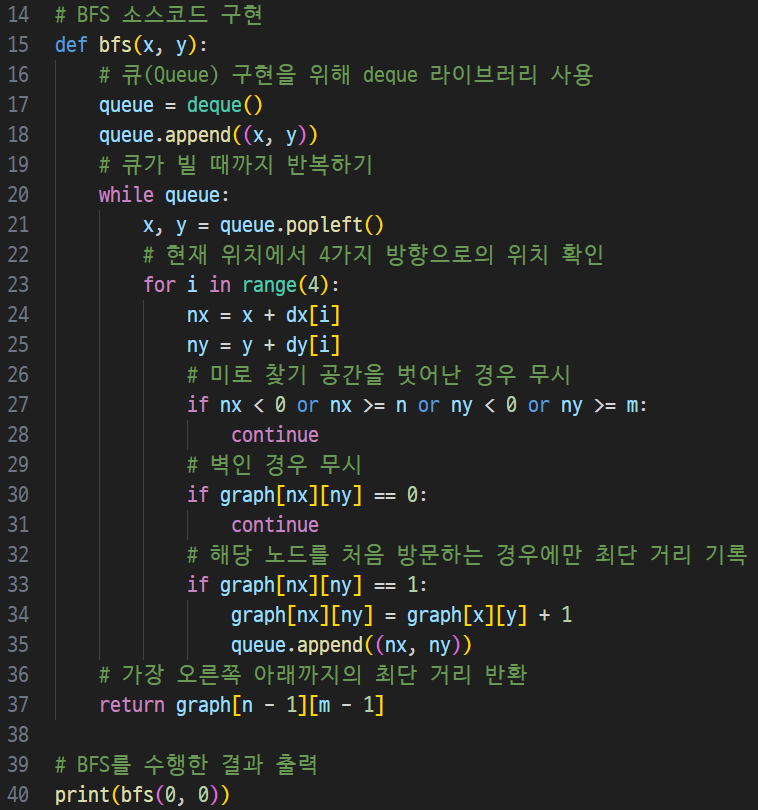 14 # BFS 소스코드 구현
15 def bfs(x, y):
16     # 큐(Queue) 구현을 위해 deque 라이브러리 사용
17     queue = deque()
18     queue.append((x, y))
19     # 큐가 빌 때까지 반복하기
20     while queue:
21         x, y = queue.popleft()
22         # 현재 위치에서 4가지 방향으로의 위치 확인
23         for i in range(4):
24             nx = x + dx[i]
25             ny = y + dy[i]
26             # 미로 찾기 공간을 벗어난 경우 무시
27             if nx < 0 or nx >= n or ny < 0 or ny >= m:
28                 continue
29             # 벽인 경우 무시
30             if graph[nx][ny] == 0:
31                 continue
32             # 해당 노드를 처음 방문하는 경우에만 최단 거리 기록
33             if graph[nx][ny] == 1:
34                 graph[nx][ny] = graph[x][y] + 1
35                 queue.append((nx, ny))
36     # 가장 오른쪽 아래까지의 최단 거리 반환
37     return graph[n - 1][m - 1]
38
39 # BFS를 수행한 결과 출력
40 print(bfs(0, 0))